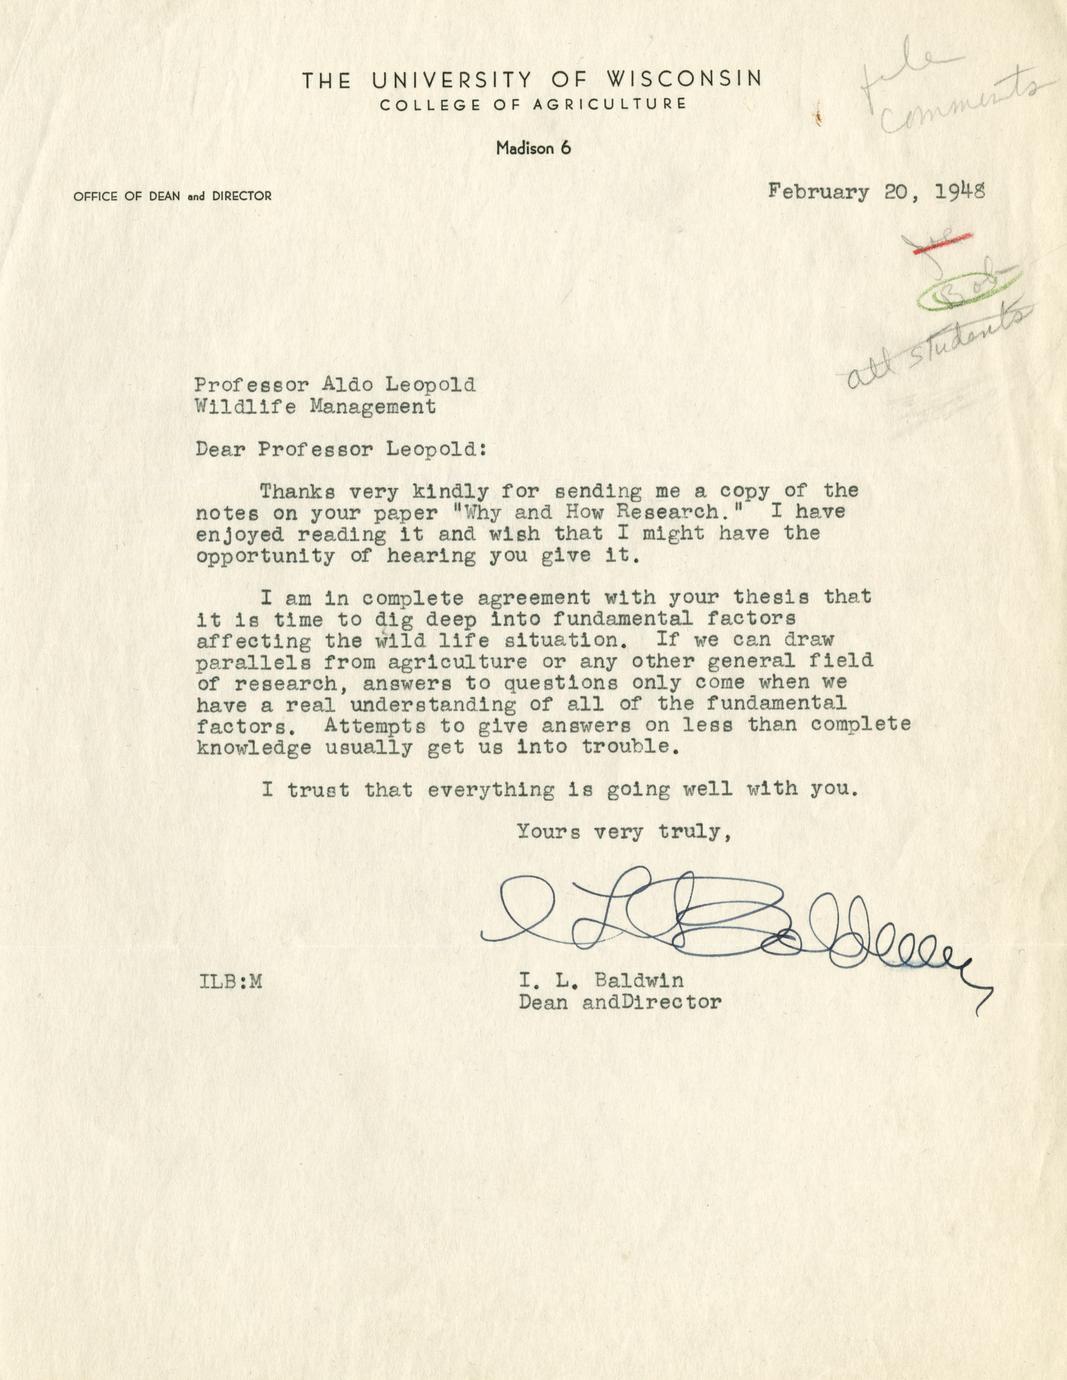 file
comments
THE UNIVERSITY OF WISCONSIN
COLLEGE OF AGRICULTURE
Madison 6
OFFICE OF DEAN and DIRECTOR
February 20, 1948
Joe
Bob
all students
Professor Aldo Leopold
Wildlife Management
Dear Professor Leopold:
Thanks very kindly for sending me a copy of the
notes on your paper "Why and How Research."  I have
enjoyed reading it and wish that I might have the
opportunity of hearing you give it.
I am in complete agreement with your thesis that
it is time to dig deep into fundamental factors
affecting the wild life situation.  If we can draw
parallels from agriculture or any other general field
of research, answers to questions only come when we
have a real understanding of all of the fundamental
factors.  Attempts to give answers on less than complete
knowledge usually get us into trouble.
I trust that everything is going well with you.
Yours very truly,
I L Baldwin
ILB:M
I. L. Baldwin
Dean andDirector